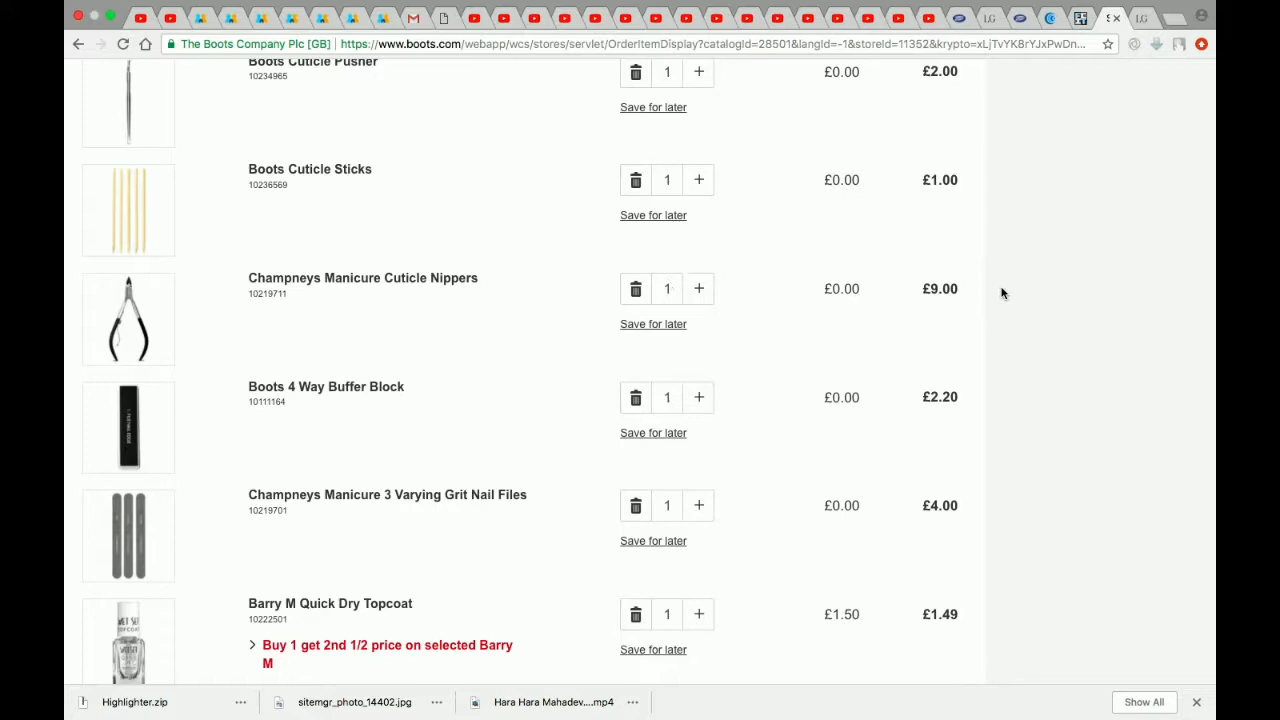 S
LG
LG
The Boots Company Plc [GB]
https://www.boots.com/webapp/wcs/stores/servlet/OrderItemDisplay?catalogId=28501&langId=-1&storeId=11352&krypto=xLjTvYK8rYJxPwDn...
Boots Cuticle Pusher
10234965
1 + £0.00 £2.00
Save for later
Boots Cuticle Sticks
10236569
1 + £0.00 £1.00
Save for later
Champneys Manicure Cuticle Nippers
10219711
1 + £0.00 £9.00
Save for later
Boots 4 Way Buffer Block
10111164
1 + £0.00 £2.20
Save for later
Champneys Manicure 3 Varying Grit Nail Files
10219701
1 + £0.00 £4.00
Save for later
Barry M Quick Dry Topcoat
10222501
1 + £1.50 £1.49
Buy 1 get 2nd 1/2 price on selected Barry
M
Save for later
Highlighter.zip
sitemgr_photo_14402.jpg
Hara Hara Mahadev....mp4
Show All